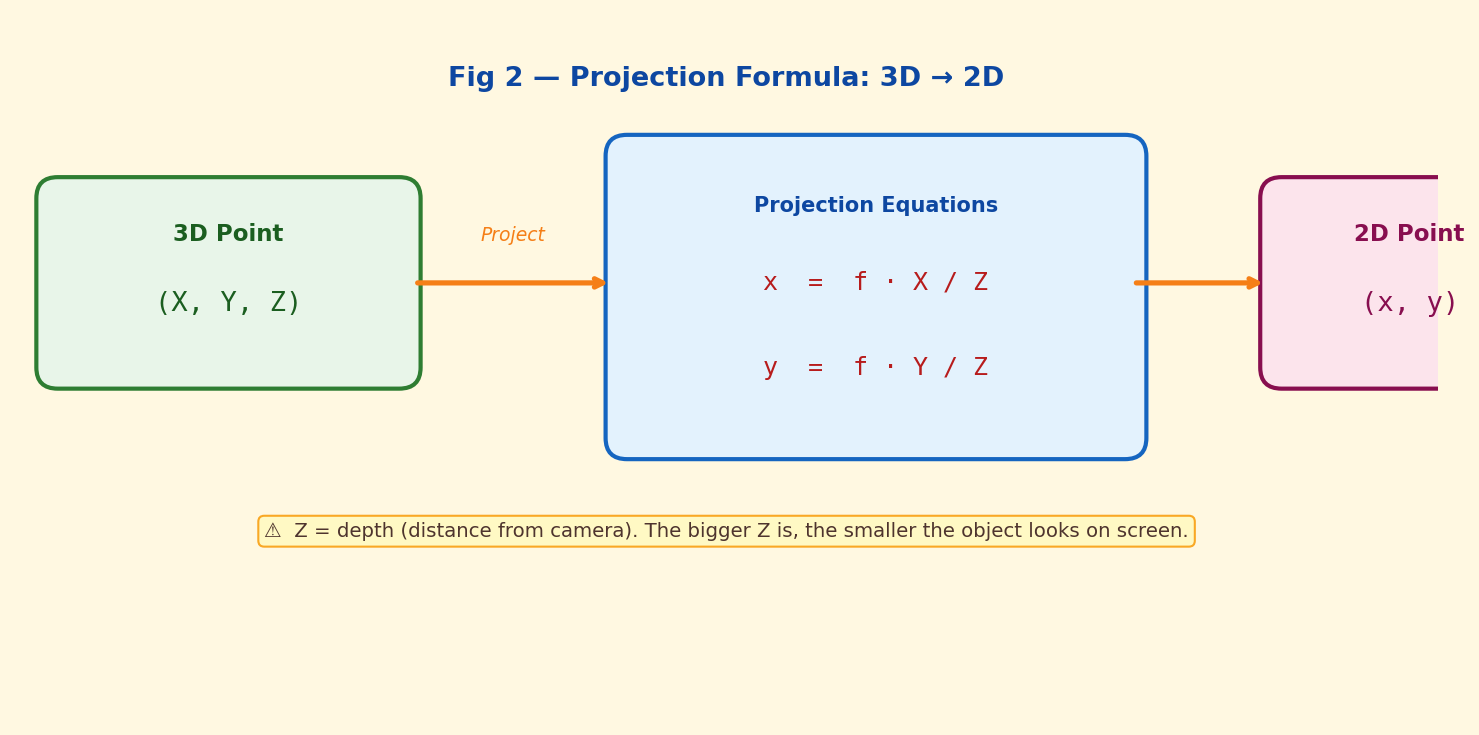 Fig 2 — Projection Formula: 3D → 2D
3D Point
(X, Y, Z)
Project
Projection Equations
x = f · X / Z
y = f · Y / Z
2D Point
(x, y)
⚠ Z = depth (distance from camera). The bigger Z is, the smaller the object looks on screen.